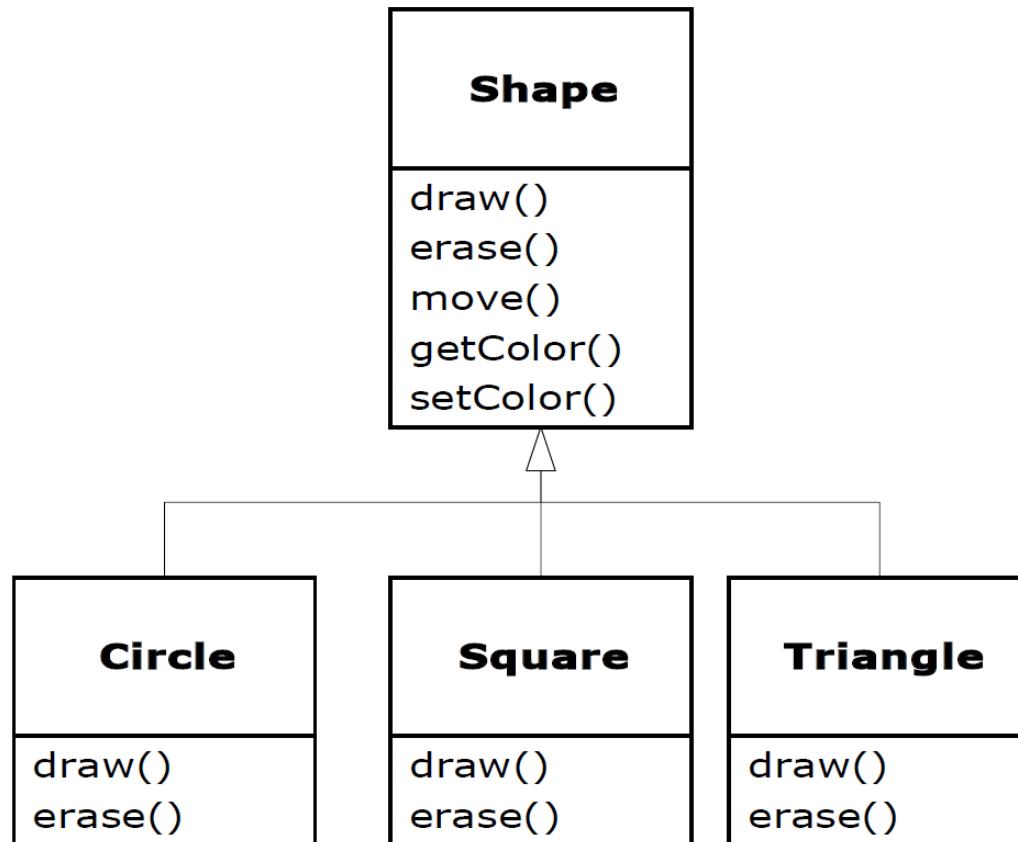 Shape
draw()
erase()
move()
getColor()
setColor()
Circle
draw()
erase()
Square
draw()
erase()
Triangle
draw()
erase()